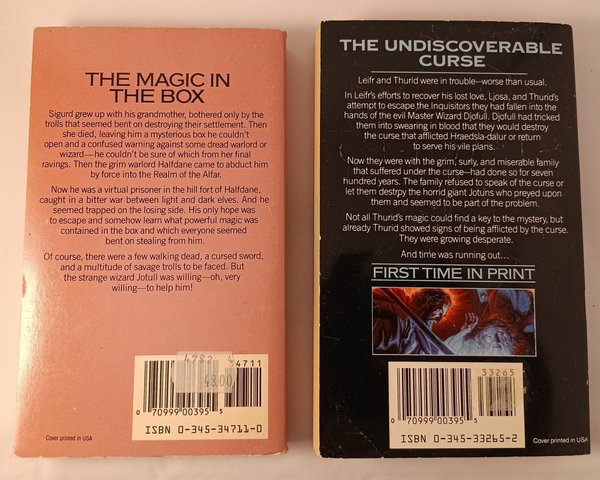 THE MAGIC IN
THE BOX
Sigurd grew up with his grandmother, bothered only by the
trolls that seemed bent on destroying their settlement. Then
she died, leaving him a mysterious box he couldn't
open and a confused warning against some dread warlord or
wizard—he couldn't be sure of which from her final
ravings. Then the grim warlord Halfdane came to abduct him
by force into the Realm of the Alfar.
Now he was a virtual prisoner in the hill fort of Halfdane,
caught in a bitter war between light and dark elves. And he
seemed trapped on the losing side. His only hope was
to escape and somehow learn what powerful magic was
contained in the box and which everyone seemed
bent on stealing from him.
Of course, there were a few walking dead, a cursed sword,
and a multitude of savage trolls to be faced. But
the strange wizard Jotull was willing—oh, very
willing—to help him!
4782 4
43.00
54711
0 70999 00395 5
ISBN 0-345-34711-0
Cover printed in USA
THE UNDISCOVERABLE
CURSE
Leifr and Thurid were in trouble—worse than usual.
In Leifr's efforts to recover his lost love, Ljosa, and Thurid's
attempt to escape the Inquisitors they had fallen into the
hands of the evil Master Wizard Djofull. Djofull had tricked
them into swearing in blood that they would destroy
the curse that afflicted Hraedsla-dalur or return
to serve his vile plans.
Now they were with the grim, surly, and miserable family
that suffered under the curse—had done so for seven
hundred years. The family refused to speak of the curse or
let them destroy the horrid giant Jotuns who preyed upon
them and seemed to be part of the problem.
Not all Thurid's magic could find a key to the mystery, but
already Thurid showed signs of being afflicted by the curse.
They were growing desperate.
And time was running out...
FIRST TIME IN PRINT
33265
0 70999 00395 5
ISBN 0-345-33265-2
Cover printed in USA